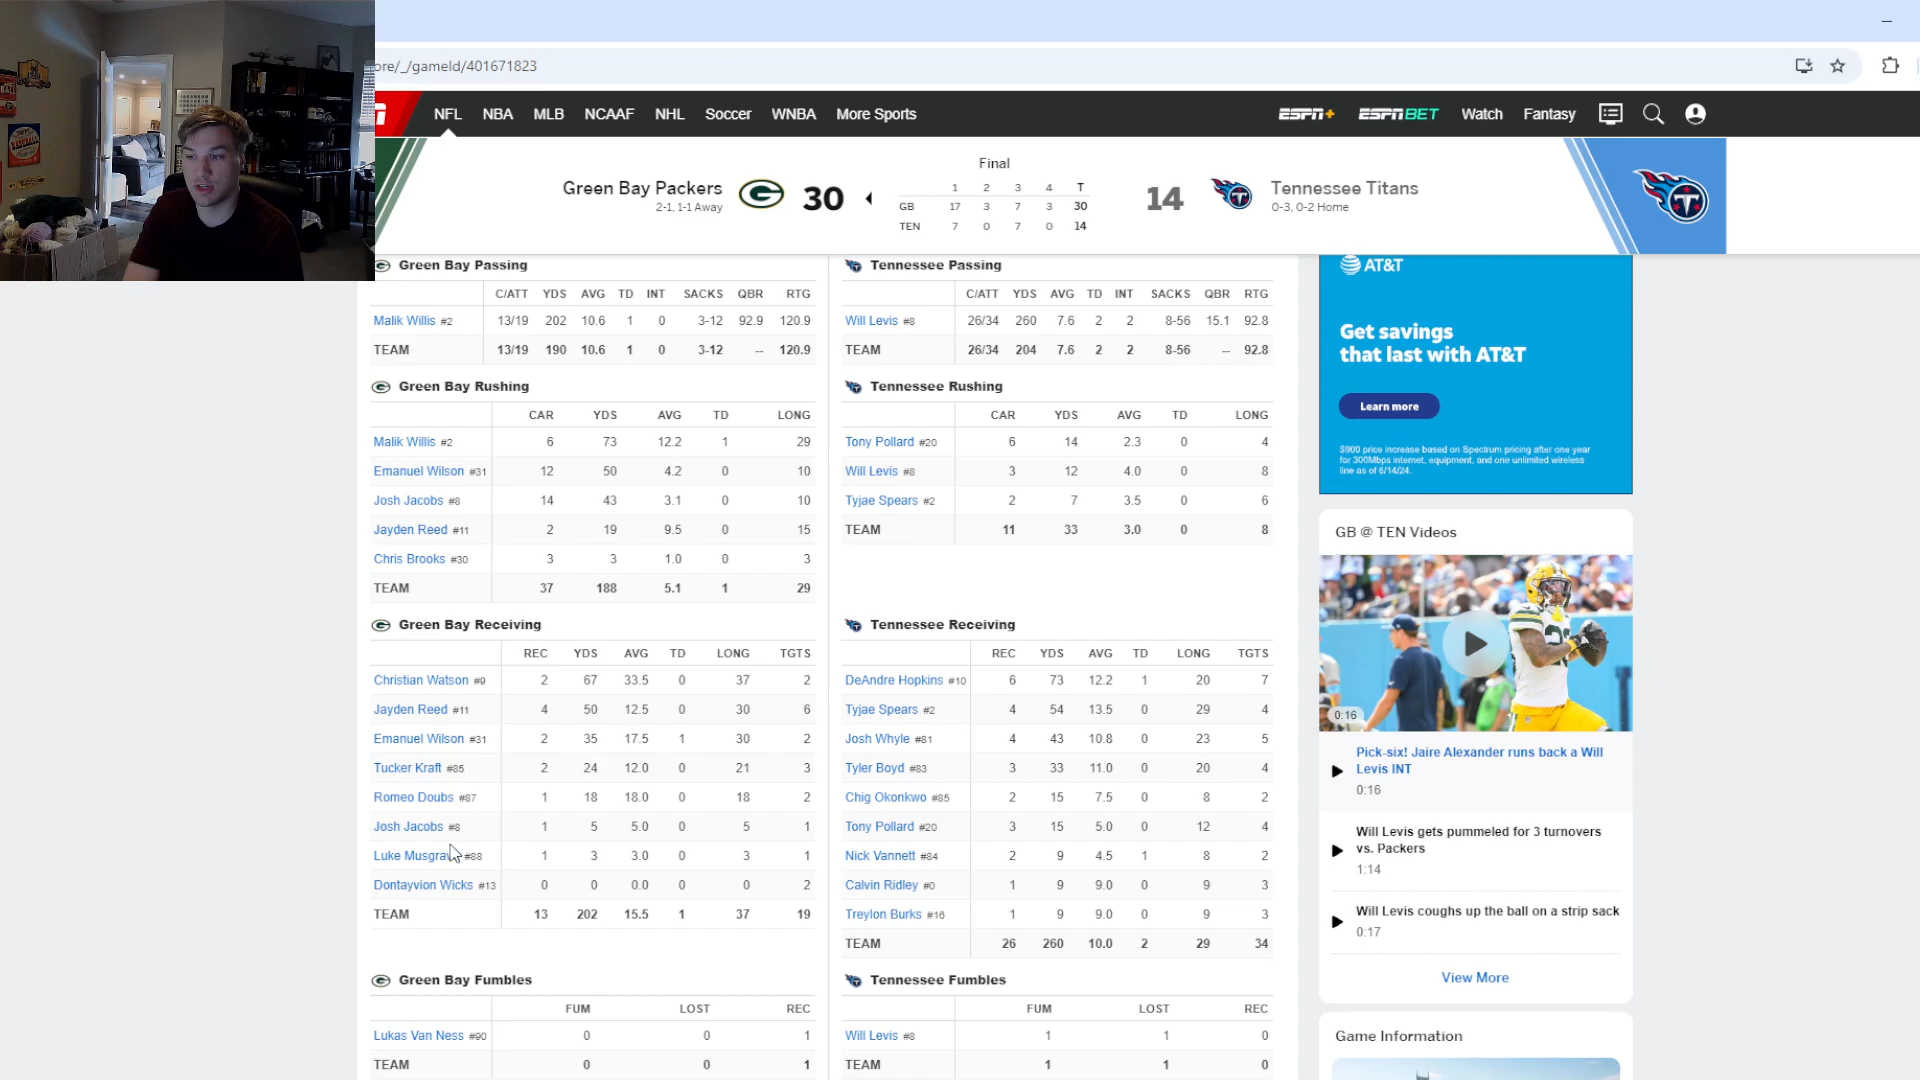 ore/_/gameId/401671823
NFL NBA MLB NCAAF NHL Soccer WNBA More Sports ESPN+ ESPN BET Watch Fantasy
Final
Green Bay Packers 30 14 Tennessee Titans
2-1, 1-1 Away 0-3, 0-2 Home
1 2 3 4 T
GB 17 3 7 3 30
TEN 7 0 7 0 14
Green Bay Passing
C/ATT YDS AVG TD INT SACKS QBR RTG
Malik Willis #2 13/19 202 10.6 1 0 3-12 92.9 120.9
TEAM 13/19 190 10.6 1 0 3-12 -- 120.9
Tennessee Passing
C/ATT YDS AVG TD INT SACKS QBR RTG
Will Levis #8 26/34 260 7.6 2 2 8-56 15.1 92.8
TEAM 26/34 204 7.6 2 2 8-56 -- 92.8
Green Bay Rushing
CAR YDS AVG TD LONG
Malik Willis #2 6 73 12.2 1 29
Emanuel Wilson #31 12 50 4.2 0 10
Josh Jacobs #8 14 43 3.1 0 10
Jayden Reed #11 2 19 9.5 0 15
Chris Brooks #30 3 3 1.0 0 3
TEAM 37 188 5.1 1 29
Tennessee Rushing
CAR YDS AVG TD LONG
Tony Pollard #20 6 14 2.3 0 4
Will Levis #8 3 12 4.0 0 8
Tyjae Spears #2 2 7 3.5 0 6
TEAM 11 33 3.0 0 8
Green Bay Receiving
REC YDS AVG TD LONG TGTS
Christian Watson #9 2 67 33.5 0 37 2
Jayden Reed #11 4 50 12.5 0 30 6
Emanuel Wilson #31 2 35 17.5 1 30 2
Tucker Kraft #85 2 24 12.0 0 21 3
Romeo Doubs #87 1 18 18.0 0 18 2
Josh Jacobs #8 1 5 5.0 0 5 1
Luke Musgrav #88 1 3 3.0 0 3 1
Dontayvion Wicks #13 0 0 0.0 0 0 2
TEAM 13 202 15.5 1 37 19
Tennessee Receiving
REC YDS AVG TD LONG TGTS
DeAndre Hopkins #10 6 73 12.2 1 20 7
Tyjae Spears #2 4 54 13.5 0 29 4
Josh Whyle #81 4 43 10.8 0 23 5
Tyler Boyd #83 3 33 11.0 0 20 4
Chig Okonkwo #85 2 15 7.5 0 8 2
Tony Pollard #20 3 15 5.0 0 12 4
Nick Vannett #84 2 9 4.5 1 8 2
Calvin Ridley #0 1 9 9.0 0 9 3
Treylon Burks #16 1 9 9.0 0 9 3
TEAM 26 260 10.0 2 29 34
Green Bay Fumbles
FUM LOST REC
Lukas Van Ness #90 0 0 1
TEAM 0 0 1
Tennessee Fumbles
FUM LOST REC
Will Levis #8 1 1 0
TEAM 1 1 0
AT&T
Get savings
that last with AT&T
Learn more
$900 price increase based on Spectrum pricing after one year
for 300Mbps internet, equipment, and one unlimited wireless
line as of 6/14/24.
GB @ TEN Videos
0:16
Pick-six! Jaire Alexander runs back a Will
Levis INT
0:16
Will Levis gets pummeled for 3 turnovers
vs. Packers
1:14
Will Levis coughs up the ball on a strip sack
0:17
View More
Game Information